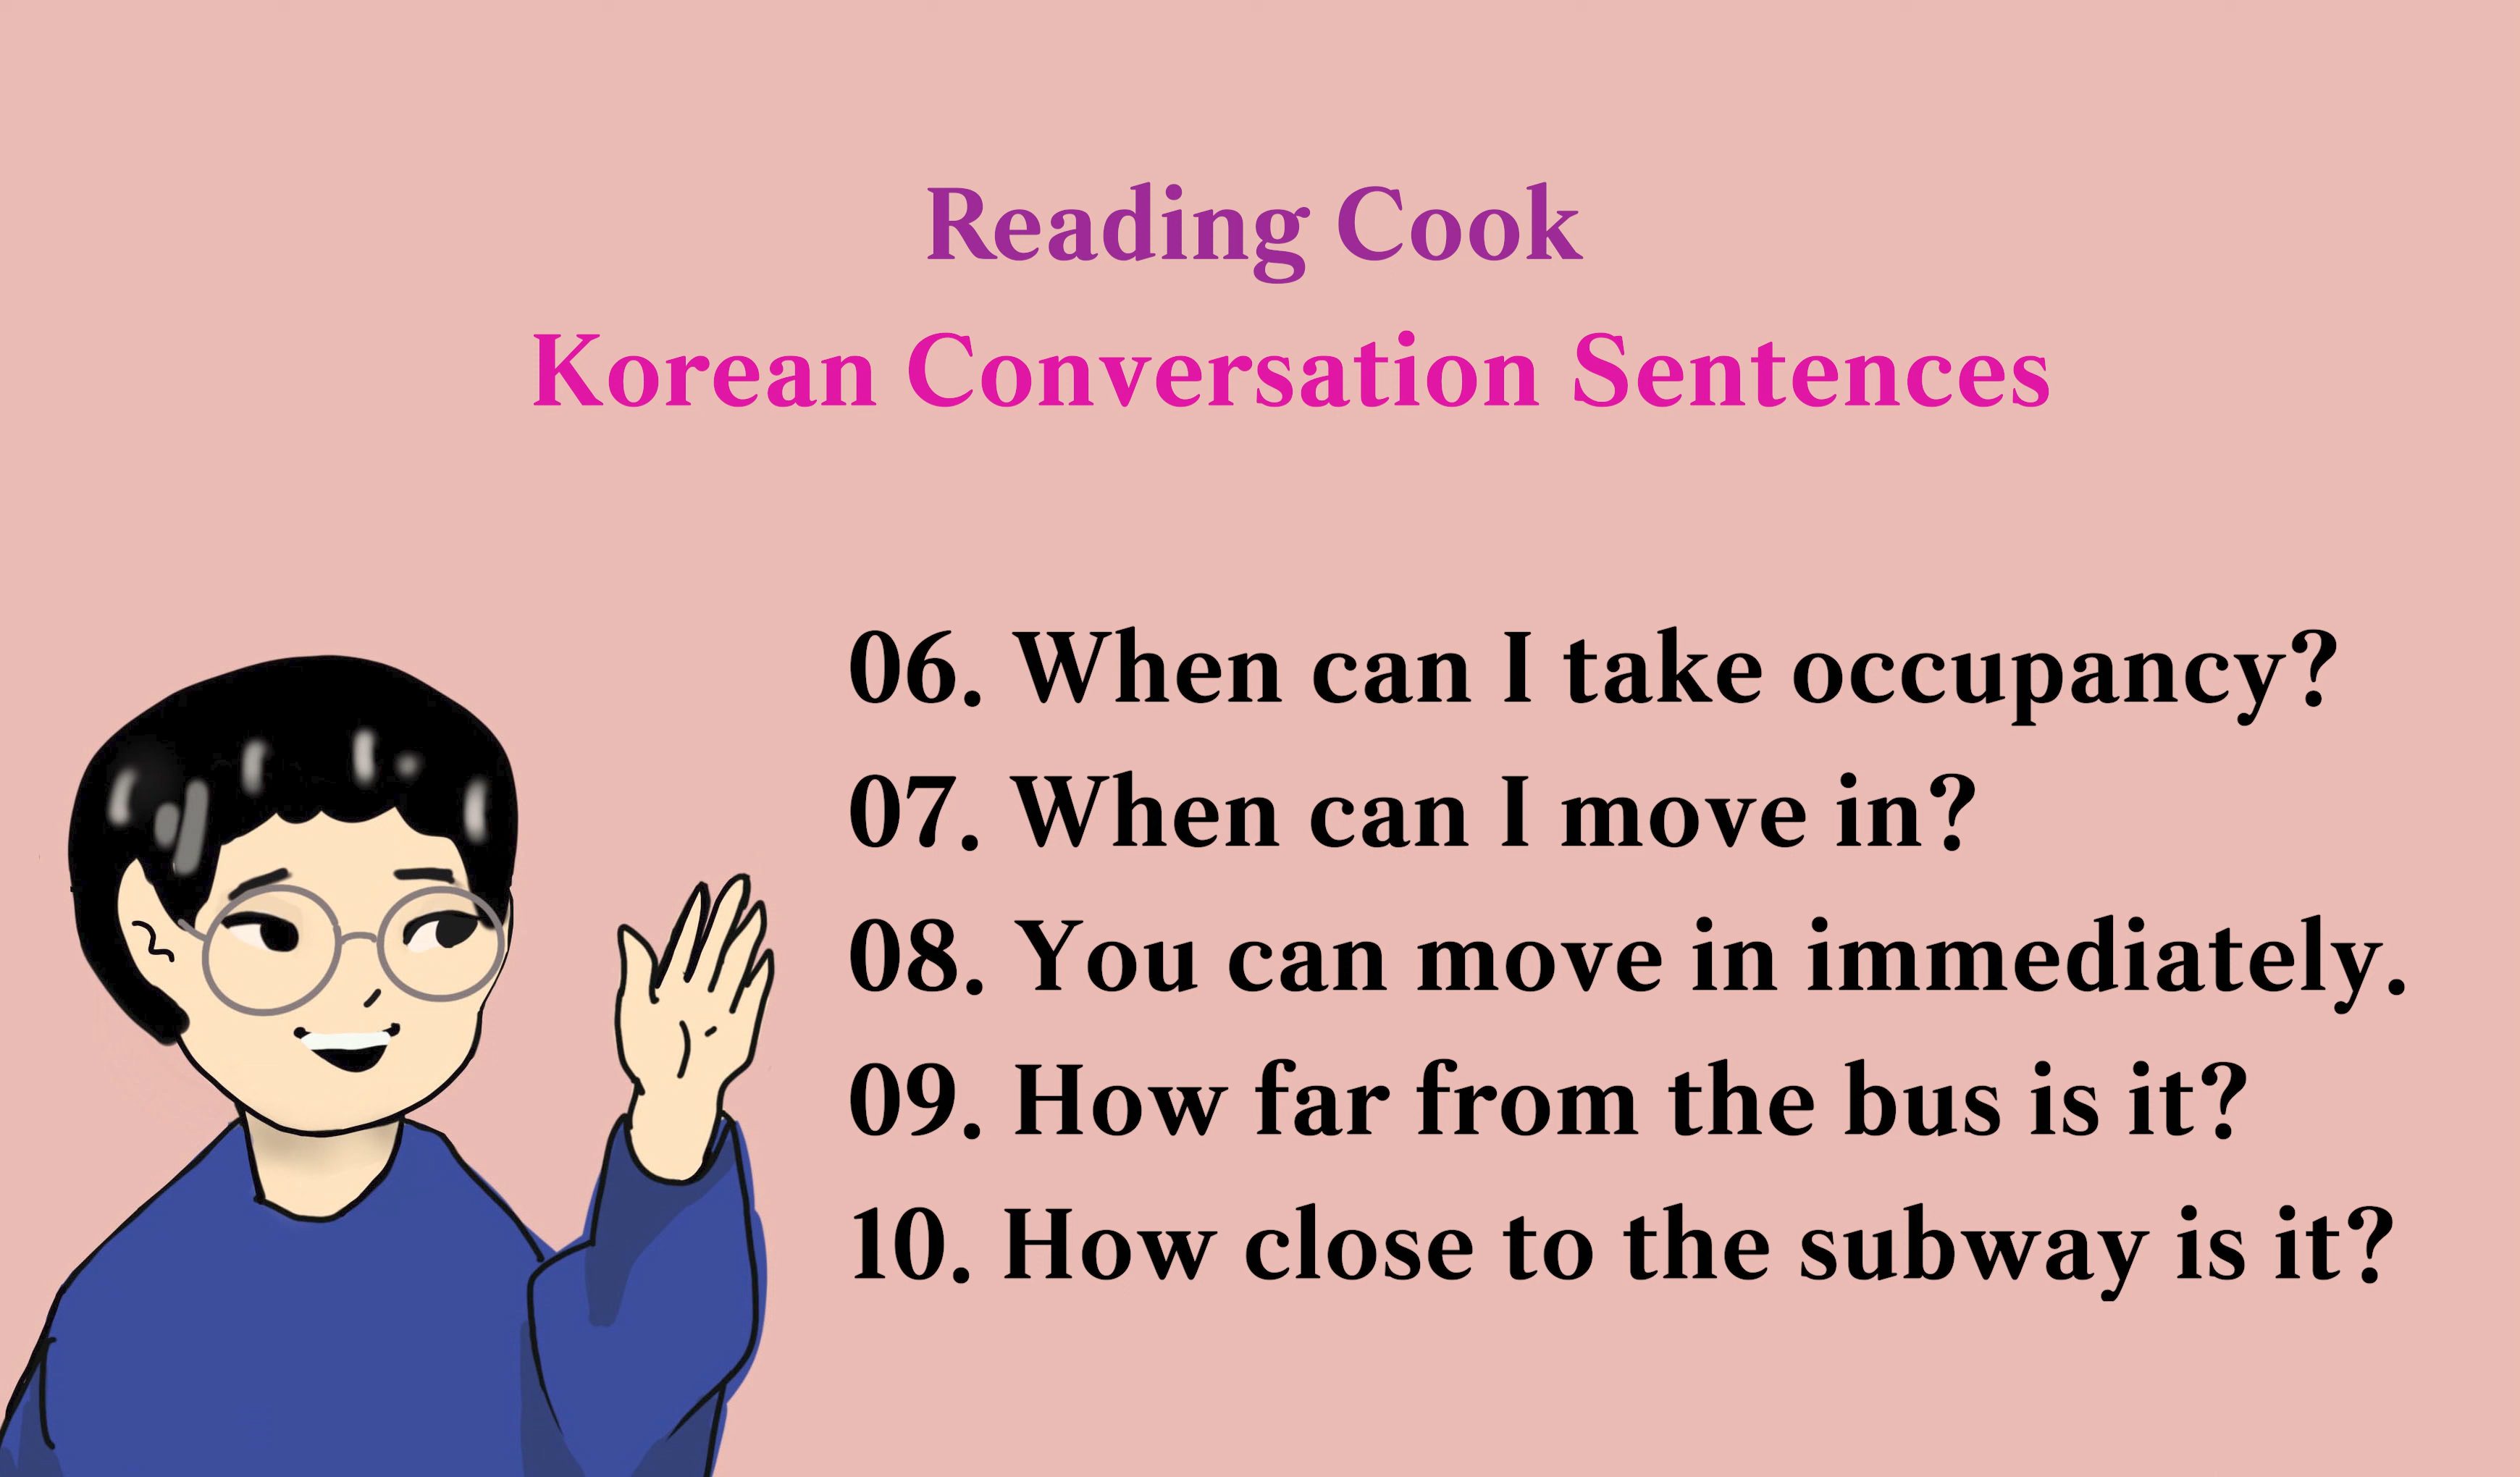 Reading Cook
Korean Conversation Sentences
06. When can I take occupancy?
07. When can I move in?
08. You can move in immediately.
09. How far from the bus is it?
10. How close to the subway is it?